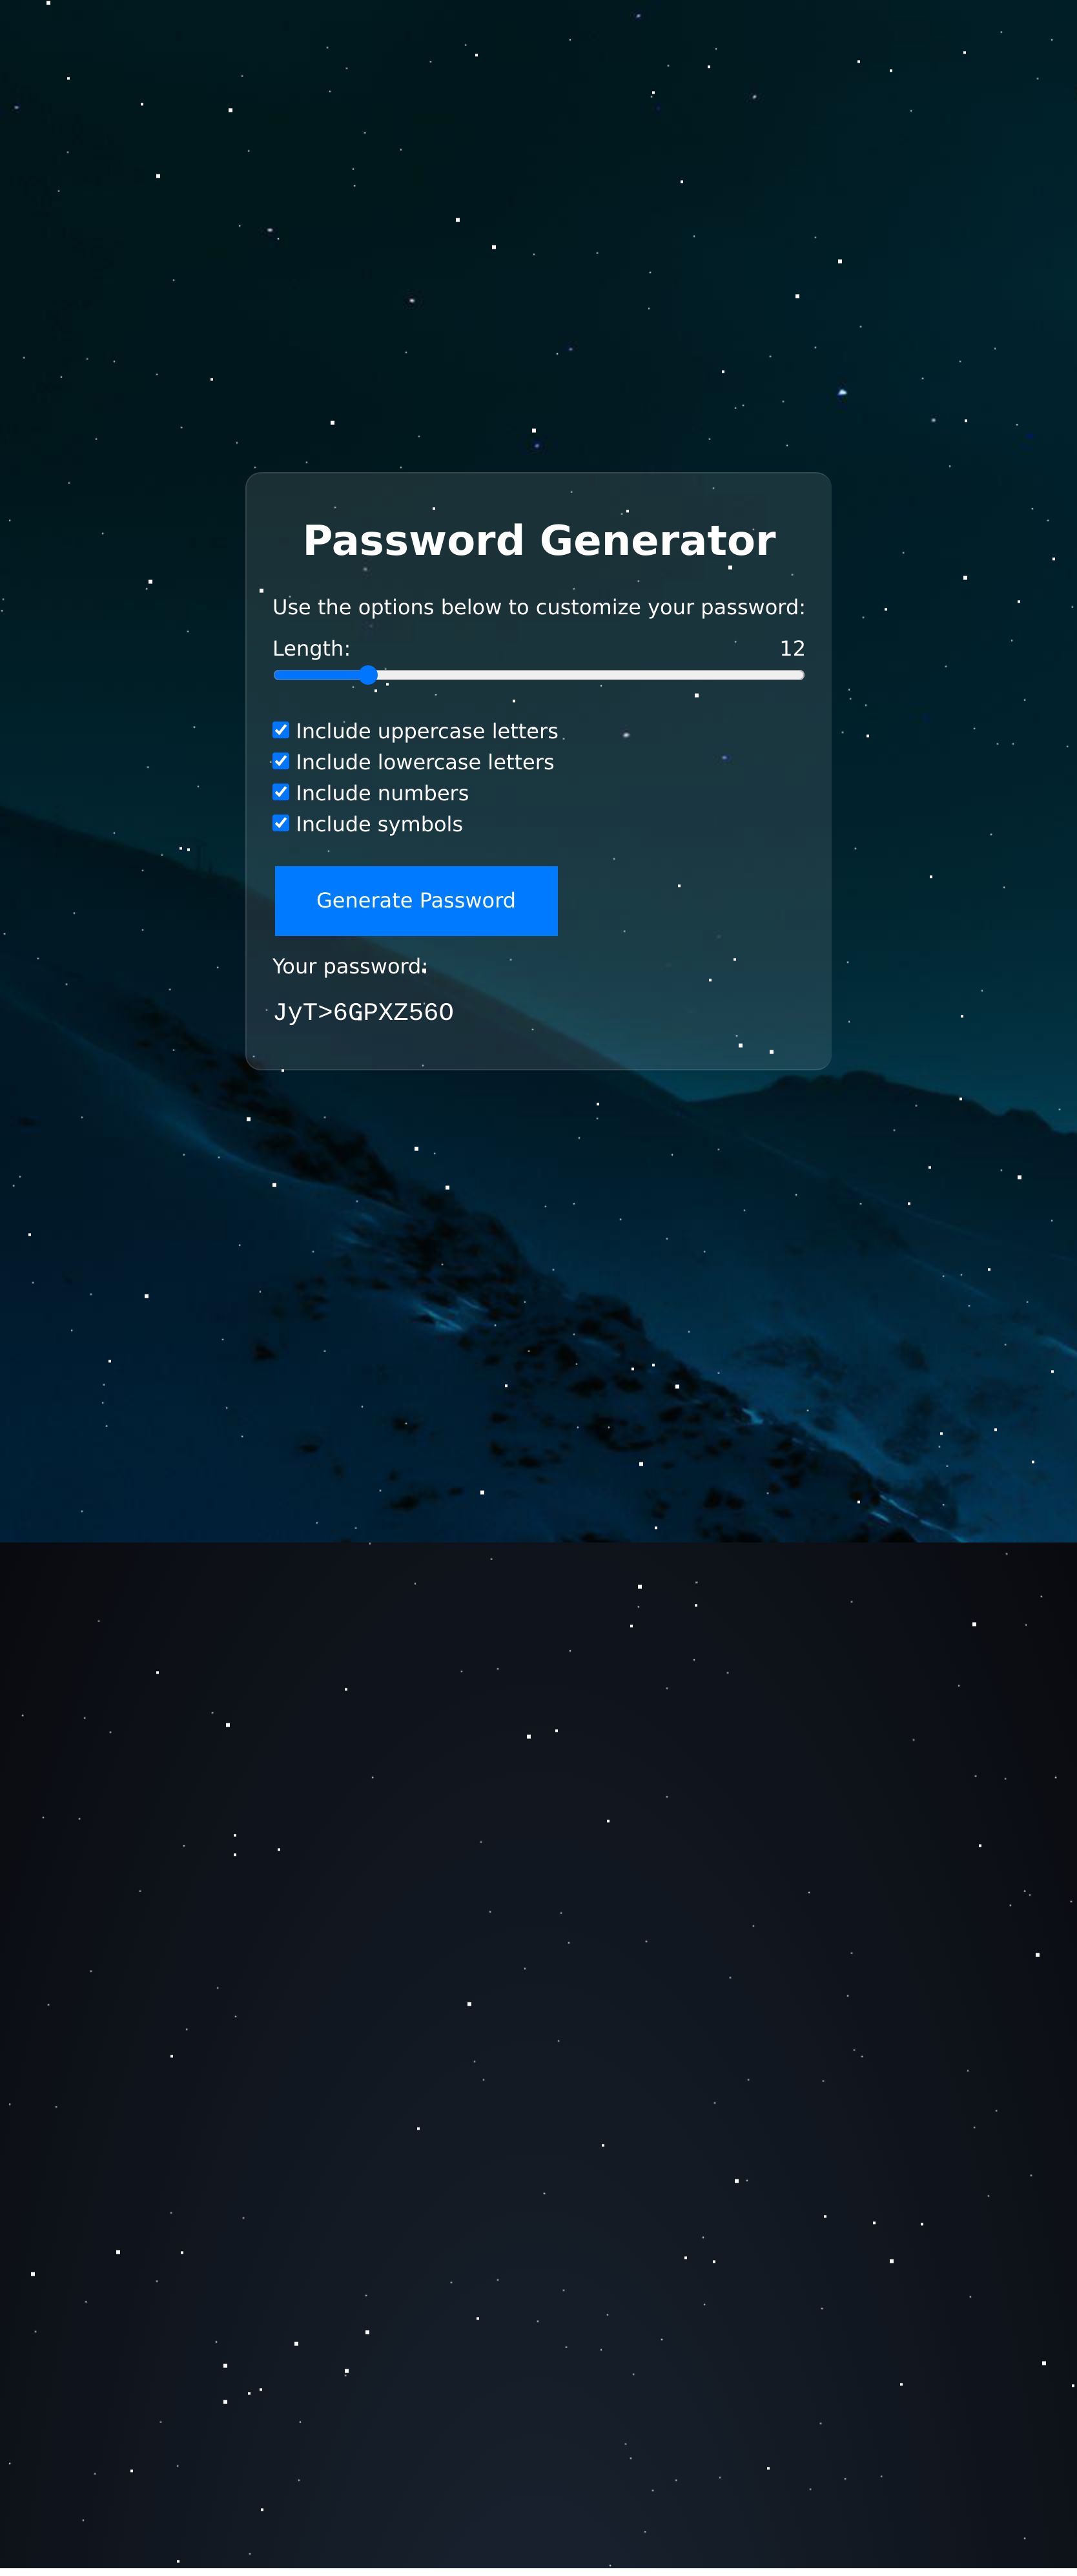 Password Generator
Use the options below to customize your password:
Length: 12
Include uppercase letters
Include lowercase letters
Include numbers
Include symbols
Generate Password
Your password:
JyT>6GPXZ56O